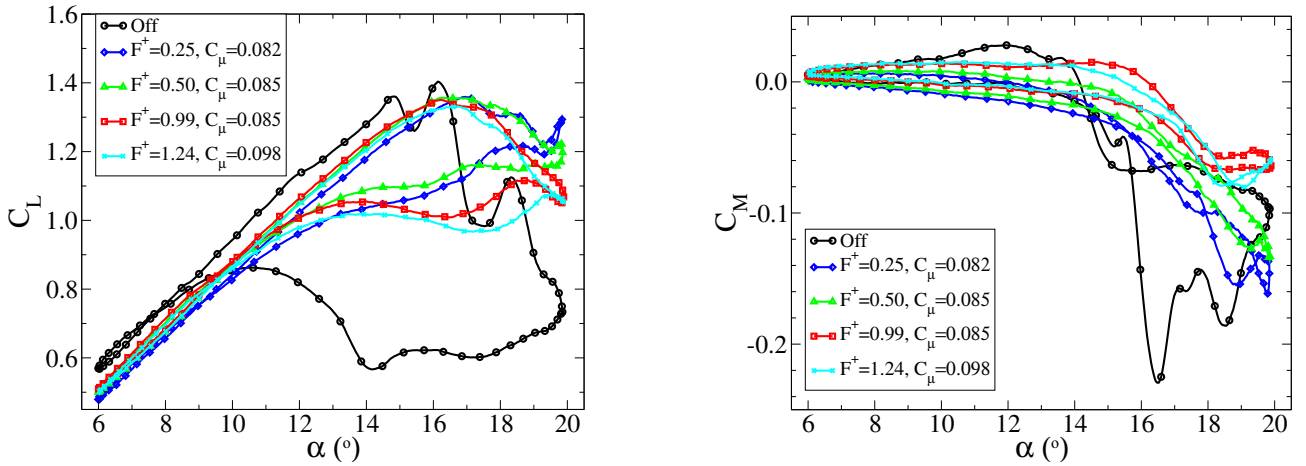 1.6
1.4
1.2
1.0
0.8
0.6
C_L
Off
F^+=0.25, C_μ=0.082
F^+=0.50, C_μ=0.085
F^+=0.99, C_μ=0.085
F^+=1.24, C_μ=0.098
6 8 10 12 14 16 18 20
α (°)
0.0
-0.1
-0.2
C_M
Off
F^+=0.25, C_μ=0.082
F^+=0.50, C_μ=0.085
F^+=0.99, C_μ=0.085
F^+=1.24, C_μ=0.098
6 8 10 12 14 16 18 20
α (°)